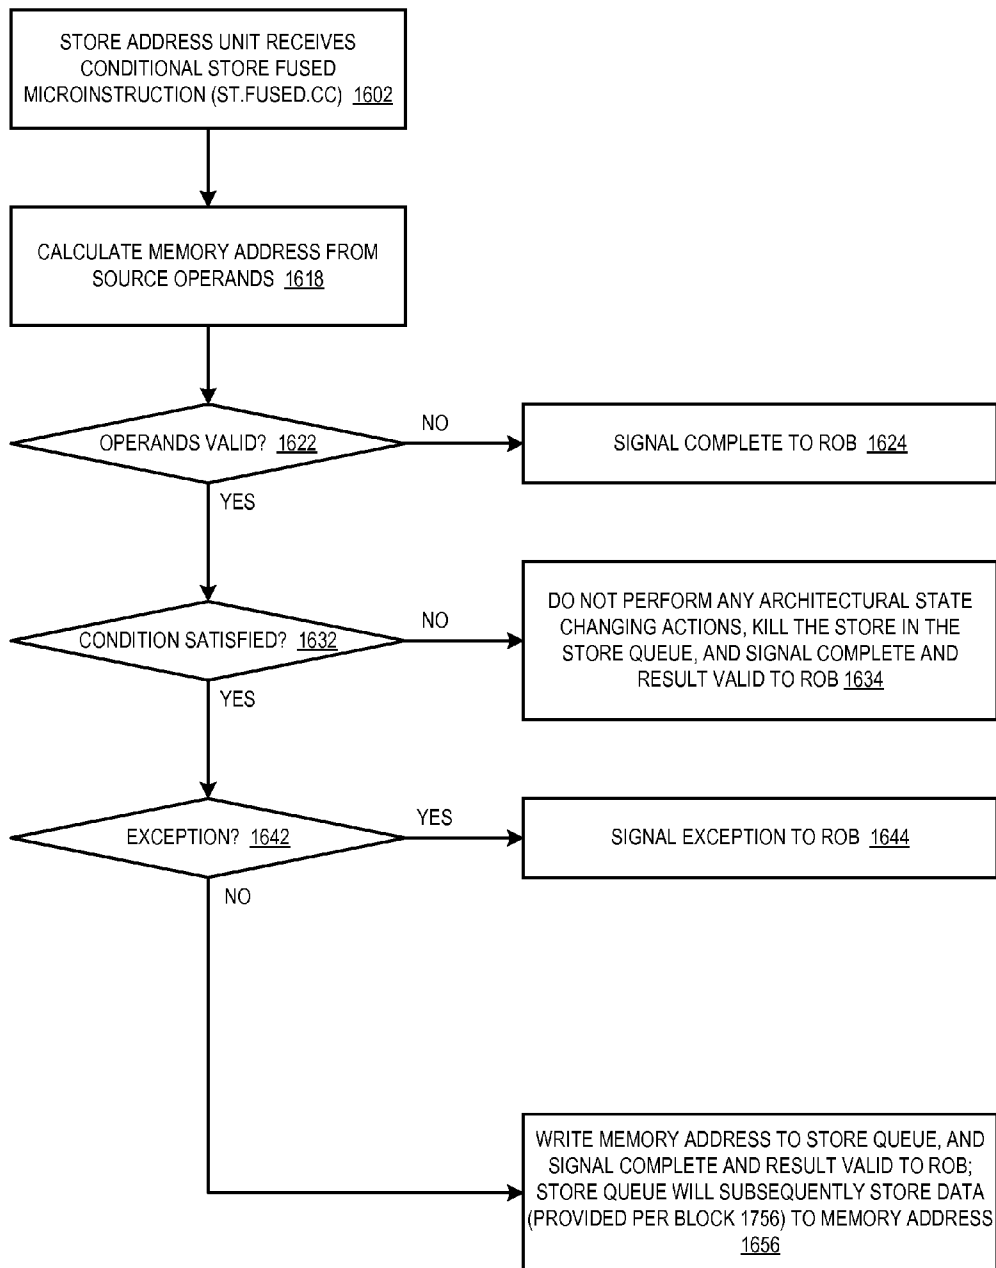 STORE ADDRESS UNIT RECEIVES
CONDITIONAL STORE FUSED
MICROINSTRUCTION (ST.FUSED.CC) 1602
CALCULATE MEMORY ADDRESS FROM
SOURCE OPERANDS 1618
OPERANDS VALID? 1622
NO
SIGNAL COMPLETE TO ROB 1624
YES
CONDITION SATISFIED? 1632
NO
DO NOT PERFORM ANY ARCHITECTURAL STATE
CHANGING ACTIONS, KILL THE STORE IN THE
STORE QUEUE, AND SIGNAL COMPLETE AND
RESULT VALID TO ROB 1634
YES
EXCEPTION? 1642
YES
SIGNAL EXCEPTION TO ROB 1644
NO
WRITE MEMORY ADDRESS TO STORE QUEUE, AND
SIGNAL COMPLETE AND RESULT VALID TO ROB;
STORE QUEUE WILL SUBSEQUENTLY STORE DATA
(PROVIDED PER BLOCK 1756) TO MEMORY ADDRESS
1656